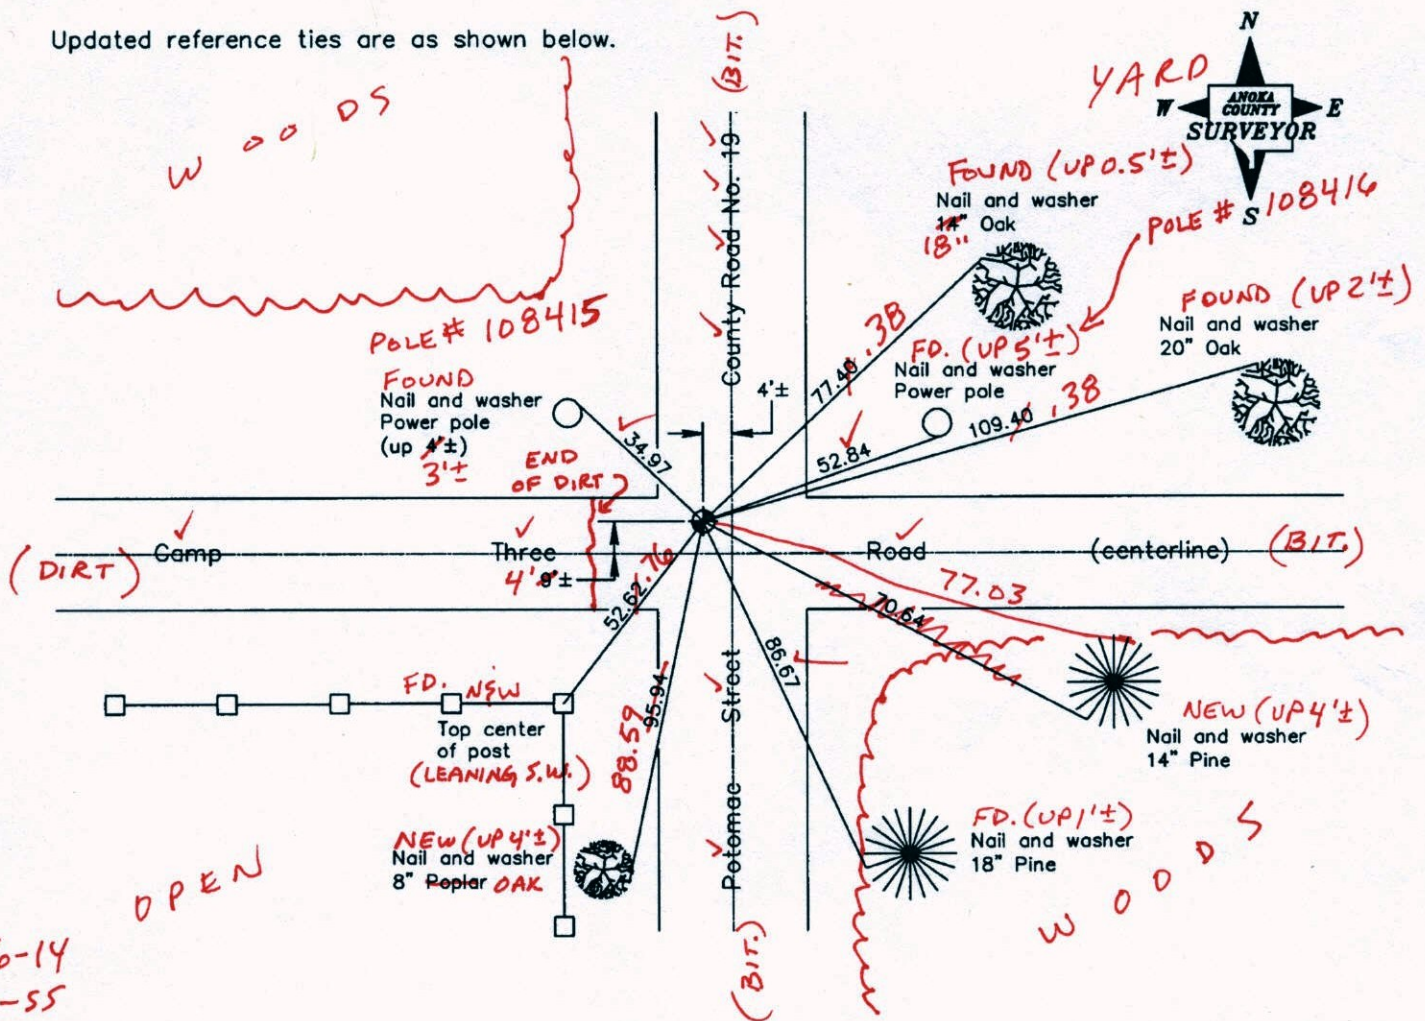 Updated reference ties are as shown below.
WOODS
(BIT.)
YARD
N
W
ANOKA
COUNTY
E
SURVEYOR
S
FOUND (UP 0.5'±)
Nail and washer
14" Oak
18"
POLE # 108416
FOUND (UP 2'±)
Nail and washer
20" Oak
POLE # 108415
FOUND
Nail and washer
Power pole
(up 4'±)
3'±
County Road No. 19
4'±
77.40 .38
FD. (UP 5'±)
Nail and washer
Power pole
109.40 .38
34.97
52.84
END
OF DIRT
(DIRT)
Camp Three Road (centerline)
(BIT.)
4' 9'±
52.62 .76
77.03
70.64
86.67
88.59 95.94
Potomac Street
FD. NEW
Top center
of post
(LEANING S.W.)
NEW (UP 4'±)
Nail and washer
14" Pine
NEW (UP 4'±)
Nail and washer
8" Poplar OAK
FD. (UP 1'±)
Nail and washer
18" Pine
OPEN
WOODS
(BIT.)
6-14
-55